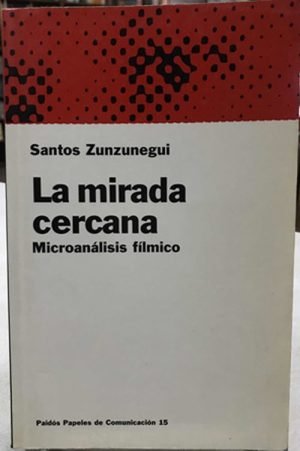 Santos Zunzunegui
La mirada
cercana
Microanálisis fílmico
Paidós Papeles de Comunicación 15